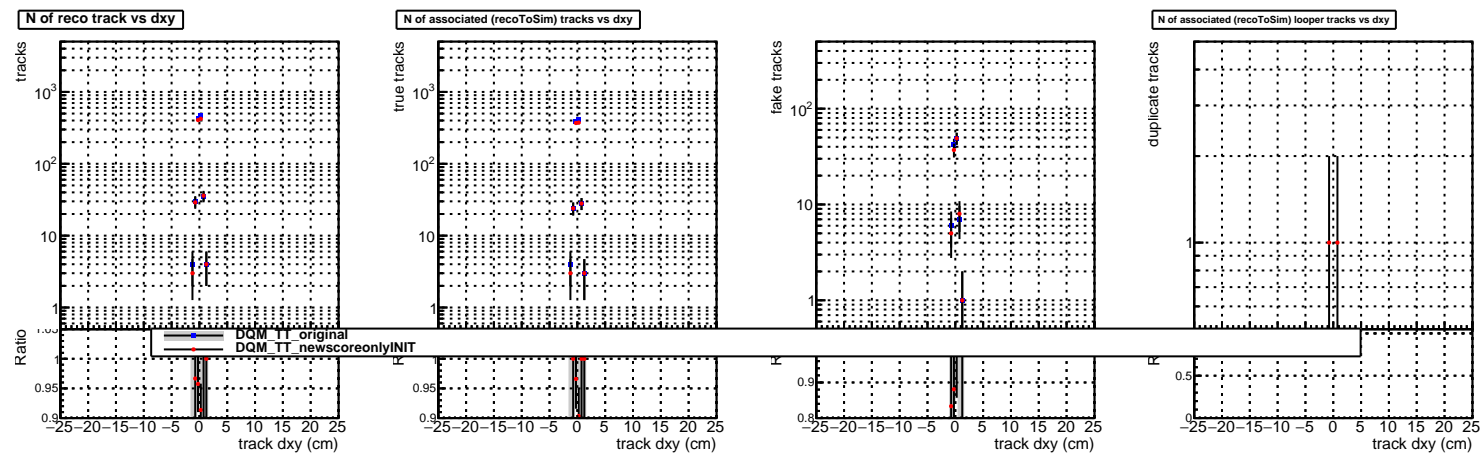 N of reco track vs dxy
N of associated (recoToSim) tracks vs dxy
N of associated (recoToSim) looper tracks vs dxy
tracks
10³
10²
10
1
true tracks
10³
10²
10
1
fake tracks
10²
10
1
duplicate tracks
1
DQM_TT_original
DQM_TT_newscoreonlyINIT
Ratio
1
0.95
0.9
−25−20−15−10−5 0 5 10 15 20 25
track dxy (cm)
1
0.95
0.9
−25−20−15−10−5 0 5 10 15 20 25
track dxy (cm)
1
0.9
0.8
−25−20−15−10−5 0 5 10 15 20 25
track dxy (cm)
1
0.5
0
−25−20−15−10−5 0 5 10 15 20 25
track dxy (cm)